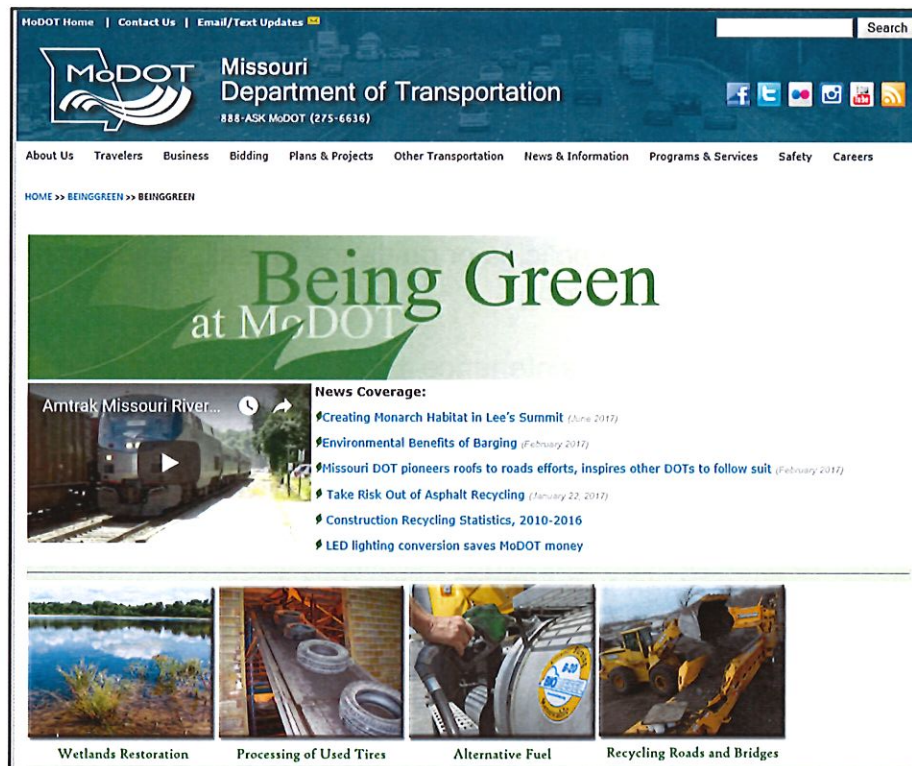 MoDOT Home | Contact Us | Email/Text Updates
Search
MoDOT
Missouri
Department of Transportation
888-ASK MoDOT (275-6636)
About Us Travelers Business Bidding Plans & Projects Other Transportation News & Information Programs & Services Safety Careers
HOME >> BEINGGREEN >> BEINGGREEN
Being Green
at MoDOT
Amtrak Missouri River...
News Coverage:
Creating Monarch Habitat in Lee's Summit (June 2017)
Environmental Benefits of Barging (February 2017)
Missouri DOT pioneers roofs to roads efforts, inspires other DOTs to follow suit (February 2017)
Take Risk Out of Asphalt Recycling (January 22, 2017)
Construction Recycling Statistics, 2010-2016
LED lighting conversion saves MoDOT money
B-20
BIO
Wetlands Restoration Processing of Used Tires Alternative Fuel Recycling Roads and Bridges